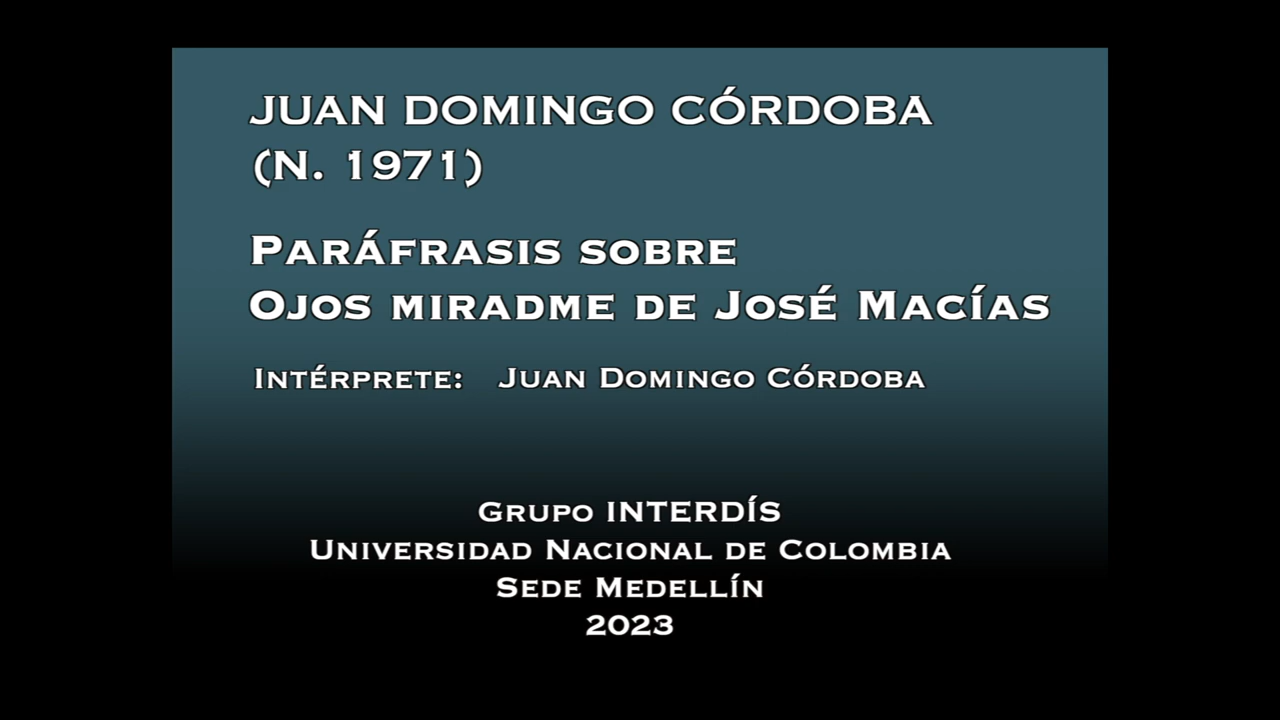 JUAN DOMINGO CÓRDOBA
(N. 1971)
PARÁFRASIS SOBRE
OJOS MIRADME DE JOSÉ MACÍAS
INTÉRPRETE: JUAN DOMINGO CÓRDOBA
GRUPO INTERDÍS
UNIVERSIDAD NACIONAL DE COLOMBIA
SEDE MEDELLÍN
2023